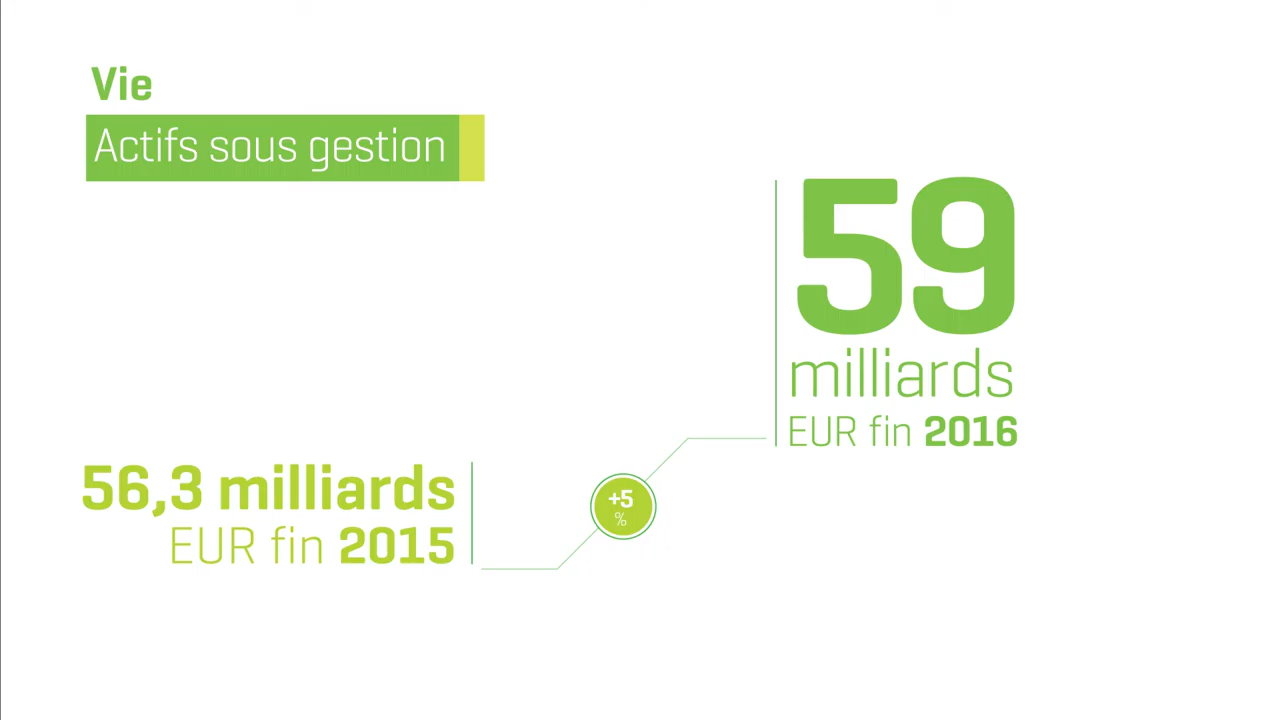 Vie
Actifs sous gestion
59
milliards
EUR fin 2016
56,3 milliards
EUR fin 2015
+5
%